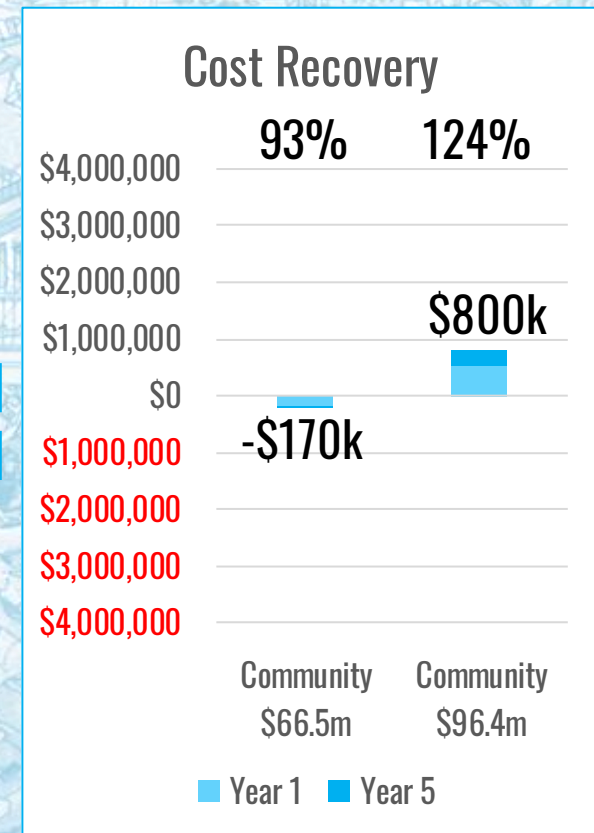 Cost Recovery
93% 124%
$4,000,000
$3,000,000
$2,000,000
$800k
$1,000,000
$0
-$170k
$1,000,000
$2,000,000
$3,000,000
$4,000,000
Community Community
$66.5m $96.4m
Year 1 Year 5